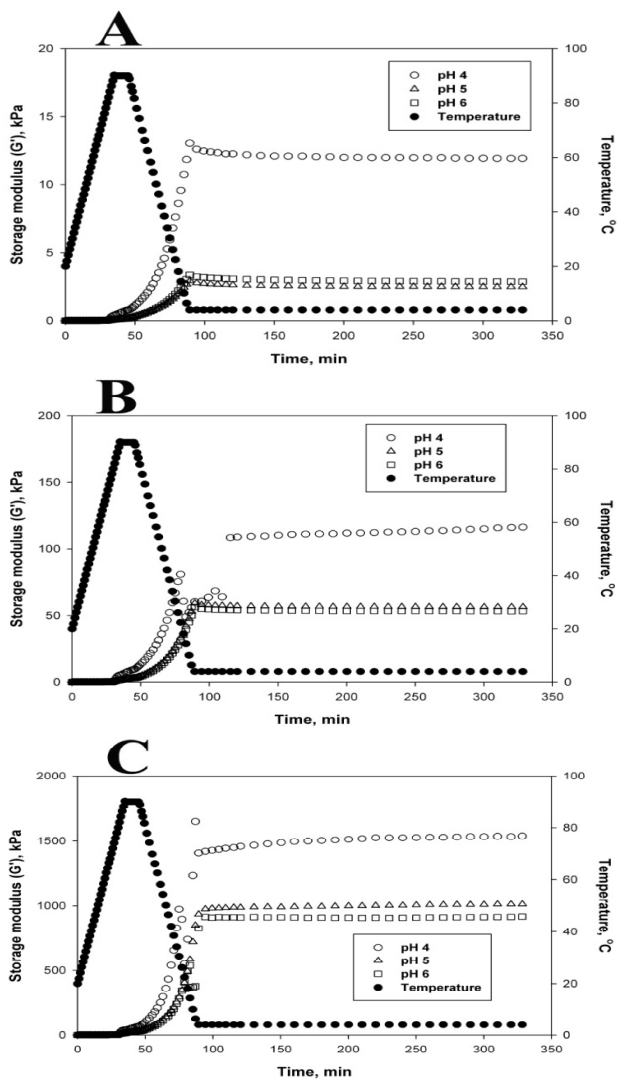 A
20
15
10
5
0
Storage modulus (G'), kPa
100
80
60
40
20
0
Temperature, °C
pH 4
pH 5
pH 6
Temperature
0 50 100 150 200 250 300 350
Time, min
B
200
150
100
50
0
Storage modulus (G'), kPa
100
80
60
40
20
0
Temperature, °C
pH 4
pH 5
pH 6
Temperature
0 50 100 150 200 250 300 350
Time, min
C
2000
1500
1000
500
0
Storage modulus (G'), kPa
100
80
60
40
20
0
Temperature, °C
pH 4
pH 5
pH 6
Temperature
0 50 100 150 200 250 300 350
Time, min